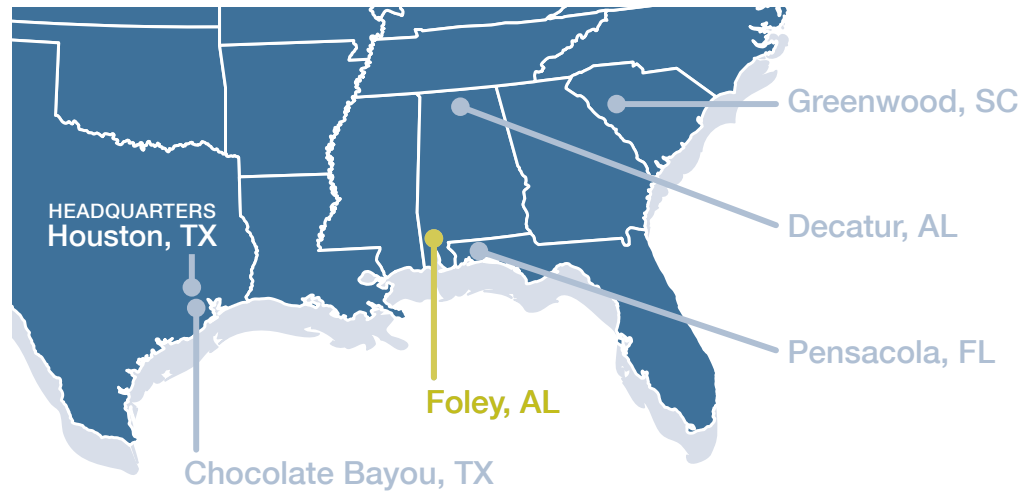 Greenwood, SC
HEADQUARTERS
Houston, TX
Decatur, AL
Pensacola, FL
Foley, AL
Chocolate Bayou, TX